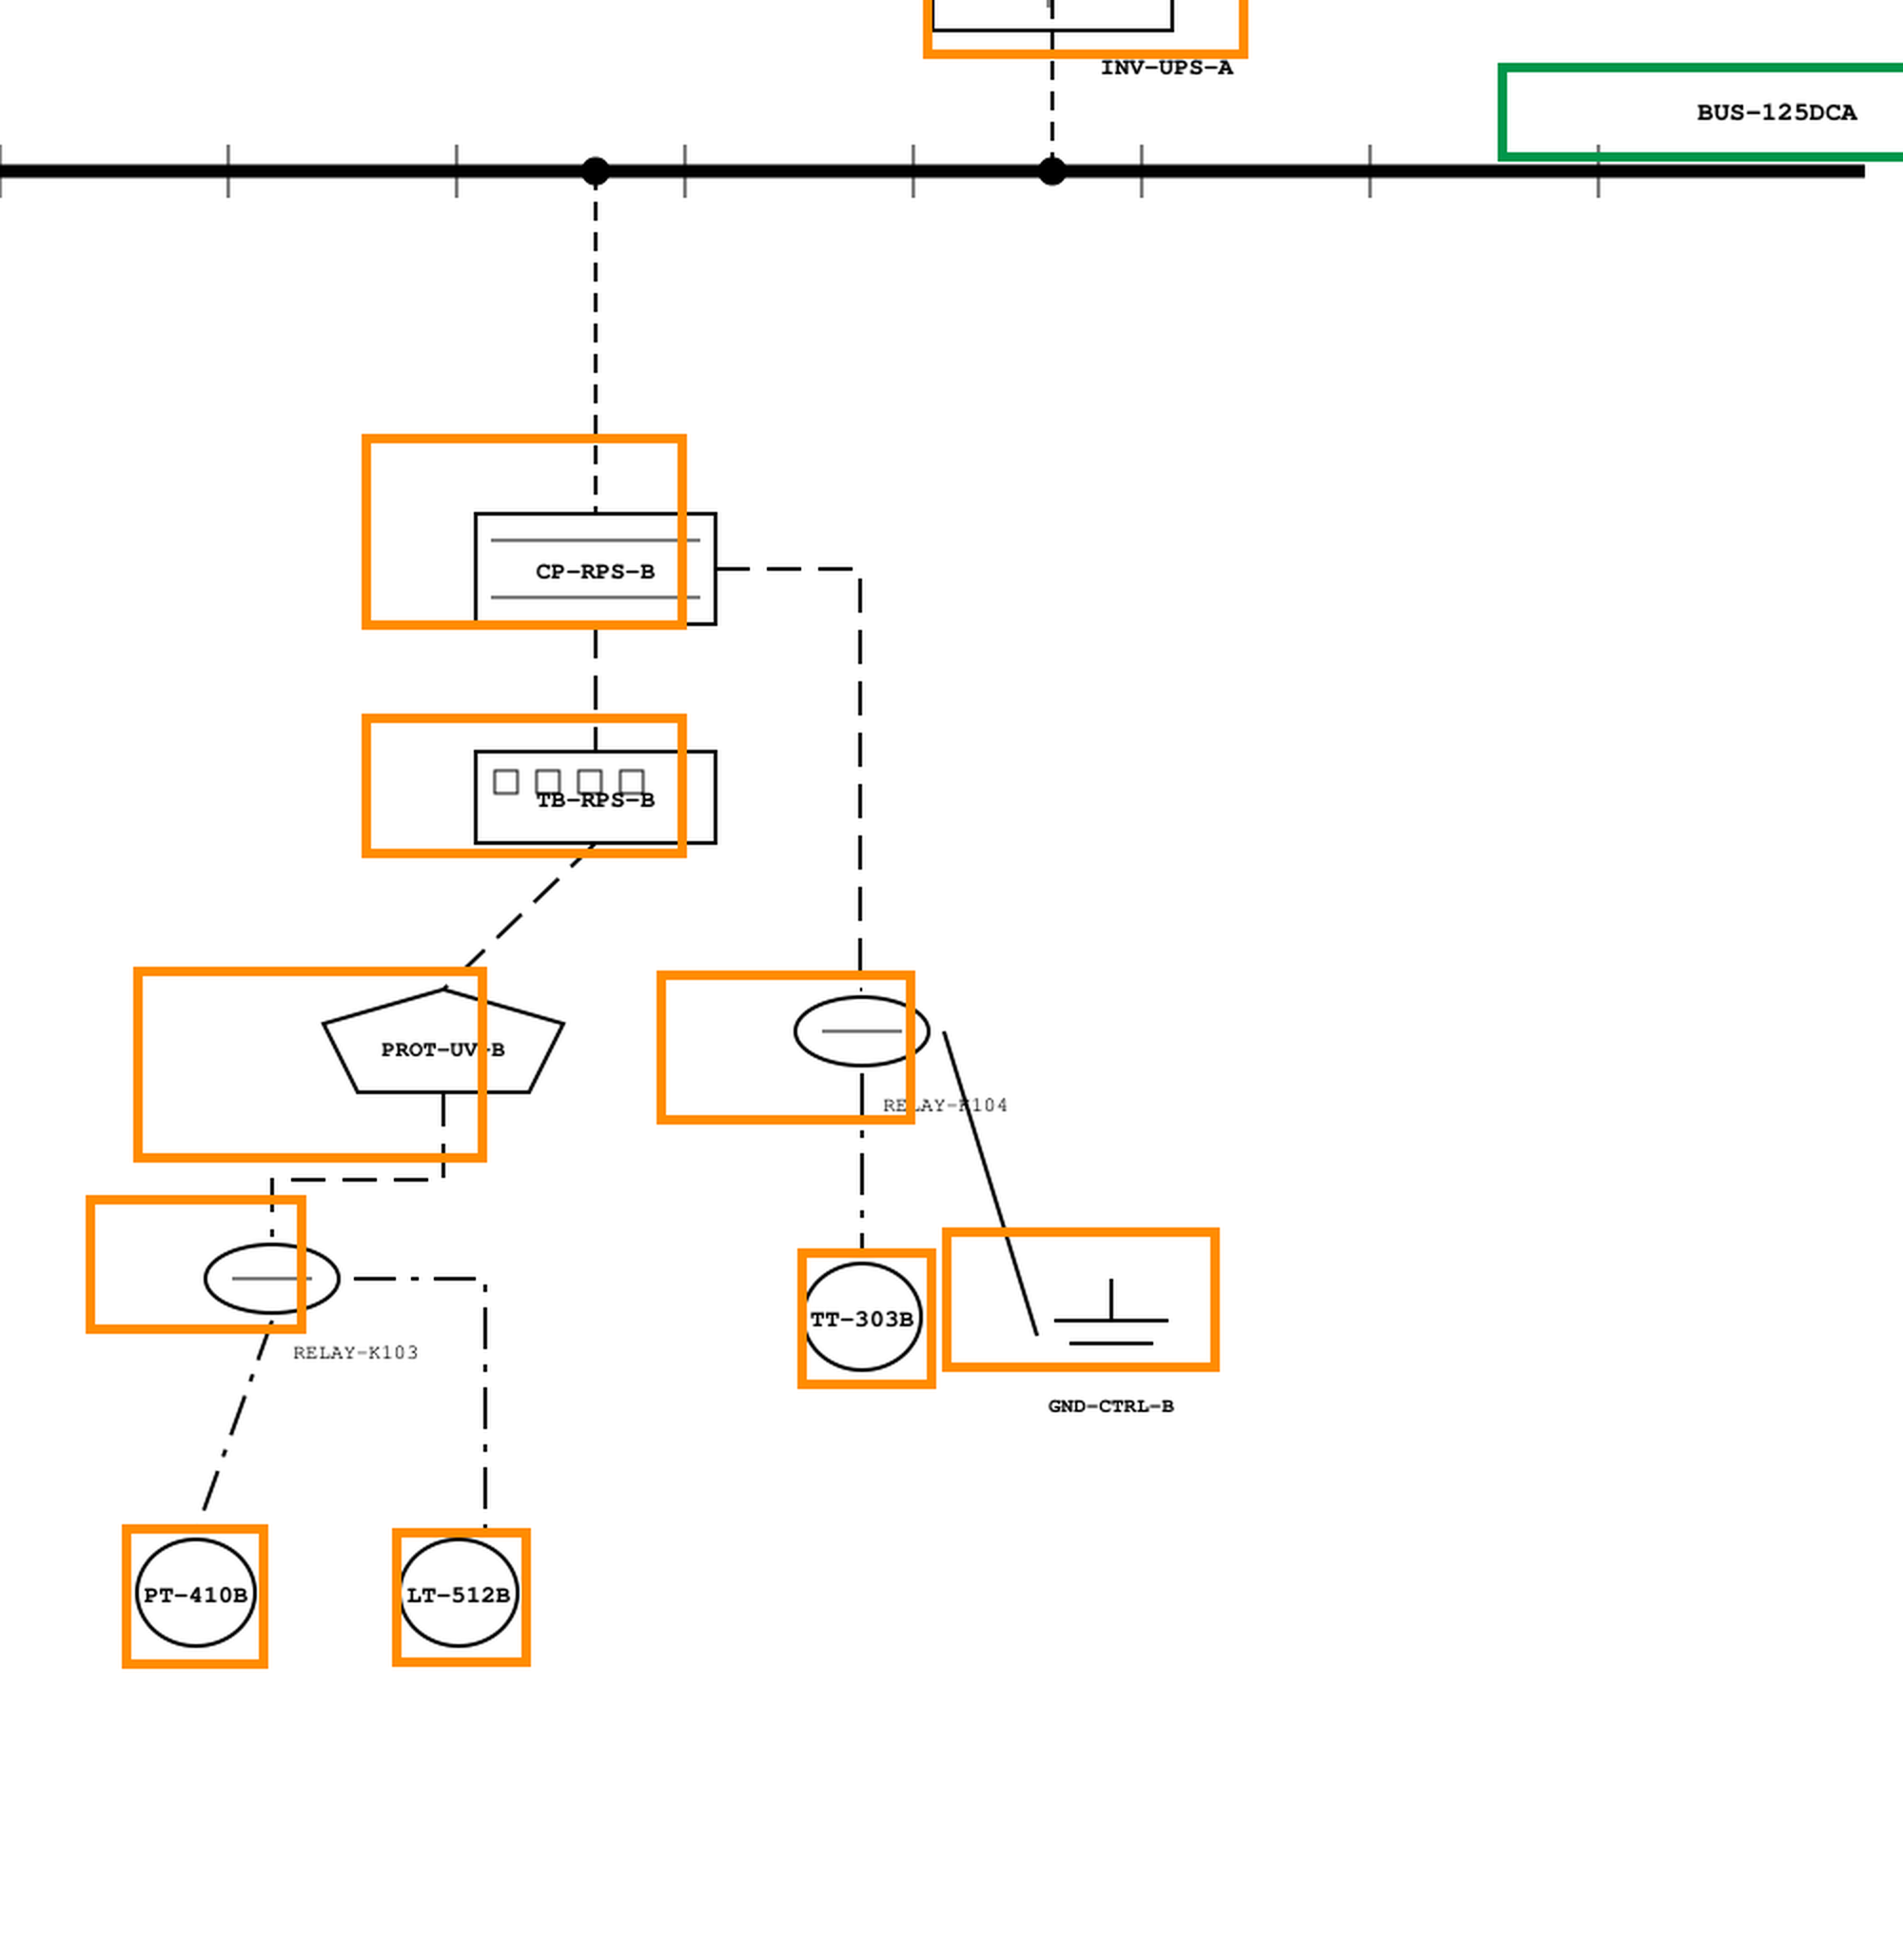 INV-UPS-A
BUS-125DCA
CP-RPS-B
TB-RPS-B
PROT-UV-B
RELAY-K104
TT-303B
RELAY-K103
GND-CTRL-B
PT-410B
LT-512B